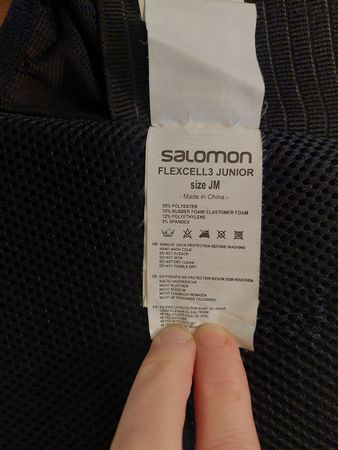 salomon
FLEXCELL3 JUNIOR
size JM
- Made in China -
50% POLYESTER
33% RUBBER FOAM/ ELASTOMER FOAM
12% POLYETHYLENE
5% SPANDEX
GB : REMOVE BACK PROTECTION BEFORE WASHING
HAND WASH COLD
DO NOT BLEACH
DO NOT IRON
DO NOT DRY CLEAN
DO NOT TUMBLE DRY
DE : ENTFERNEN SIE PROTECTION BEVOR DEM WASCHEN
KALTE HANDWÄSCHE
NICHT BLEICHEN
NICHT BÜGELN
NICHT CHEMISCH REINIGEN
NICHT IM TROMMEL TROCKNEN
FR :